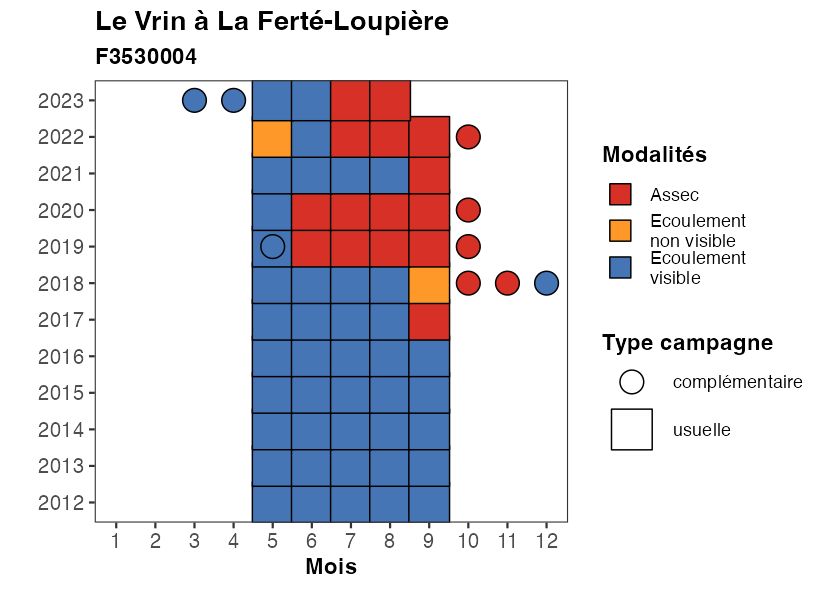 Le Vrin à La Ferté-Loupière
F3530004
2023
2022
2021
2020
2019
2018
2017
2016
2015
2014
2013
2012
1 2 3 4 5 6 7 8 9 10 11 12
Mois
Modalités
Assec
Ecoulement
non visible
Ecoulement
visible
Type campagne
complémentaire
usuelle